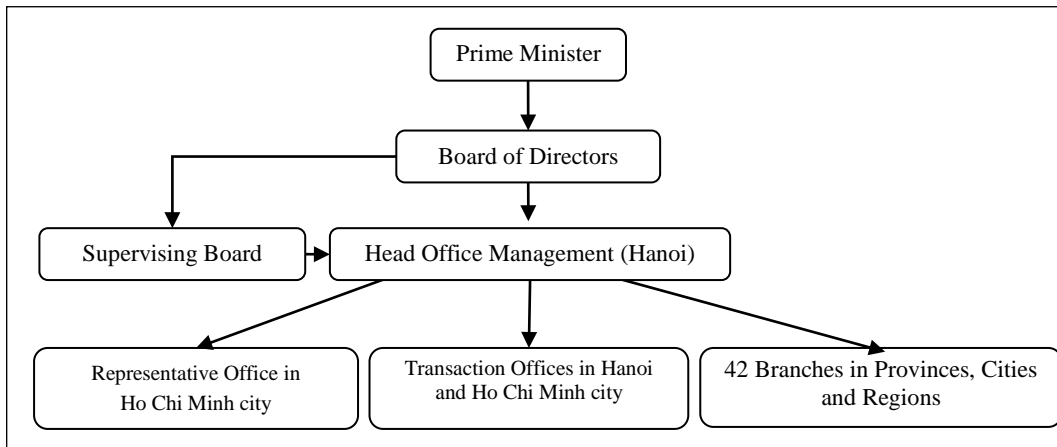 Prime Minister
Board of Directors
Supervising Board
Head Office Management (Hanoi)
Representative Office in
Ho Chi Minh city
Transaction Offices in Hanoi
and Ho Chi Minh city
42 Branches in Provinces, Cities
and Regions